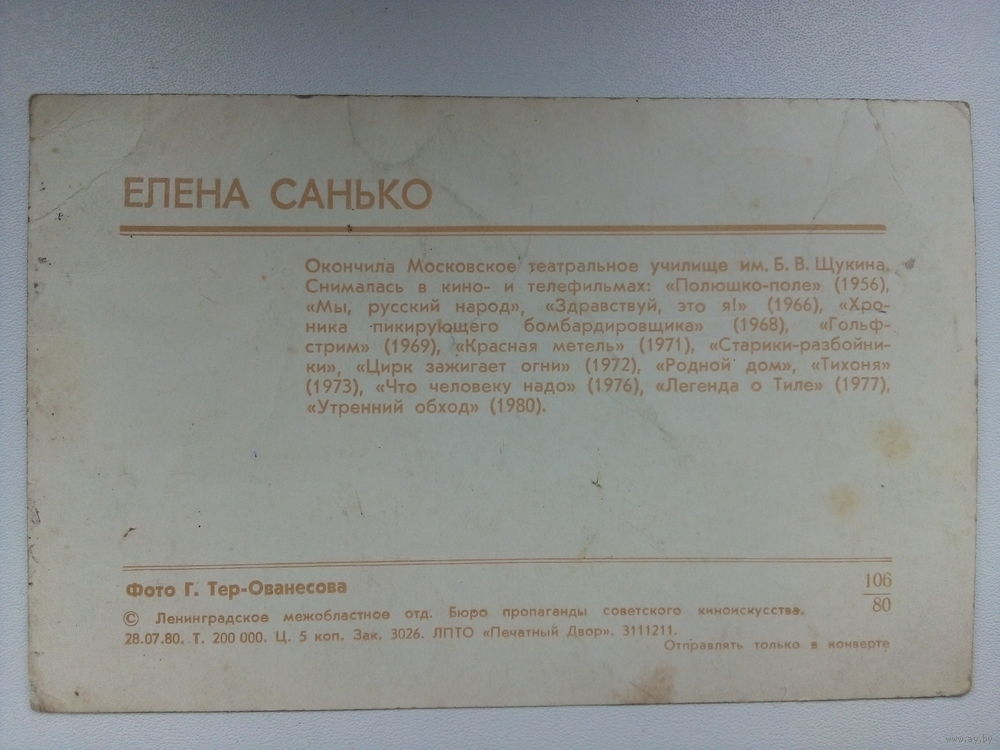 ЕЛЕНА САНЬКО
Окончила Московское театральное училище им. Б. В. Щукина.
Снималась в кино- и телефильмах: «Полюшко-поле» (1956),
«Мы, русский народ», «Здравствуй, это я!» (1966), «Хро-
ника пикирующего бомбардировщика» (1968), «Гольф-
стрим» (1969), «Красная метель» (1971), «Старики-разбойни-
ки», «Цирк зажигает огни» (1972), «Родной дом», «Тихоня»
(1973), «Что человеку надо» (1976), «Легенда о Тиле» (1977),
«Утренний обход» (1980).
Фото Г. Тер-Ованесова
106
80
© Ленинградское межобластное отд. Бюро пропаганды советского киноискусства.
28.07.80. Т. 200 000. Ц. 5 коп. Зак. 3026. ЛПТО «Печатный Двор». 3111211.
Отправлять только в конверте
www.ay.by